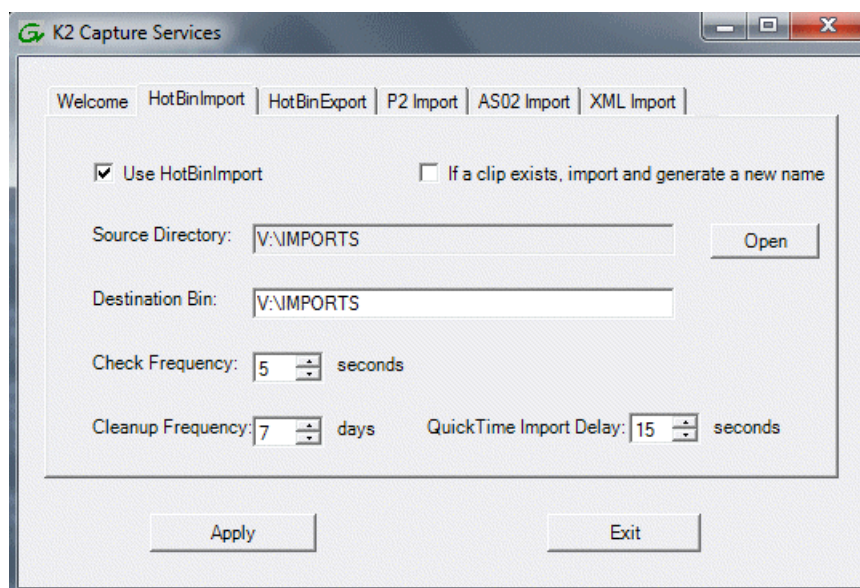 K2 Capture Services
Welcome HotBinImport HotBinExport P2 Import AS02 Import XML Import
Use HotBinImport If a clip exists, import and generate a new name
Source Directory: V:\IMPORTS Open
Destination Bin: V:\IMPORTS
Check Frequency: 5 seconds
Cleanup Frequency: 7 days QuickTime Import Delay: 15 seconds
Apply Exit